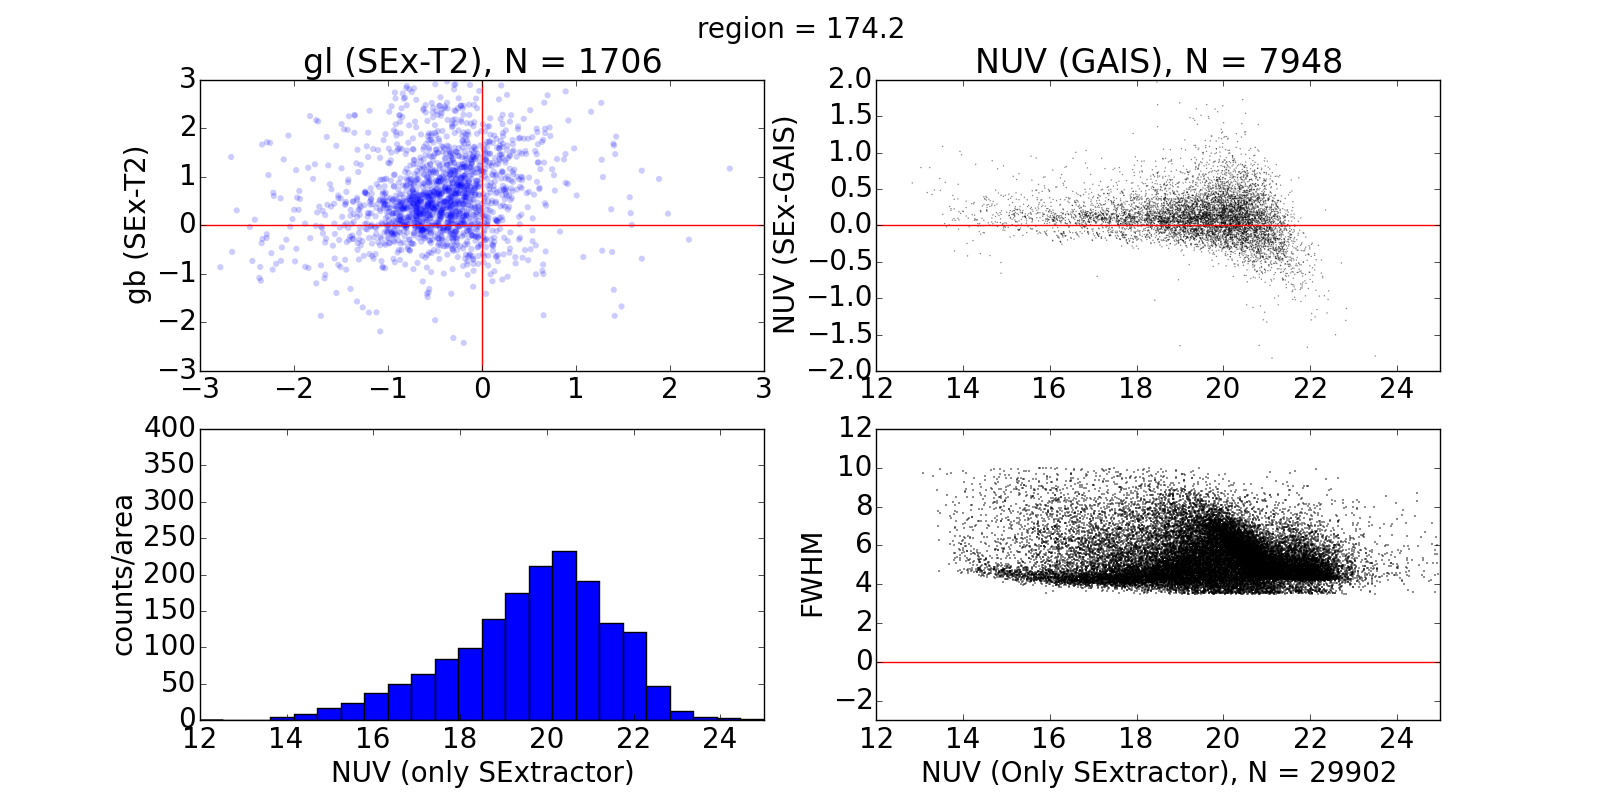 region = 174.2
gl (SEx-T2), N = 1706
NUV (GAIS), N = 7948
gb (SEx-T2)
3
2
1
0
−1
−2
−3
−3 −2 −1 0 1 2 3
NUV (SEx-GAIS)
2.0
1.5
1.0
0.5
0.0
−0.5
−1.0
−1.5
−2.0
12 14 16 18 20 22 24
counts/area
400
350
300
250
200
150
100
50
0
12 14 16 18 20 22 24
NUV (only SExtractor)
FWHM
12
10
8
6
4
2
0
−2
12 14 16 18 20 22 24
NUV (Only SExtractor), N = 29902